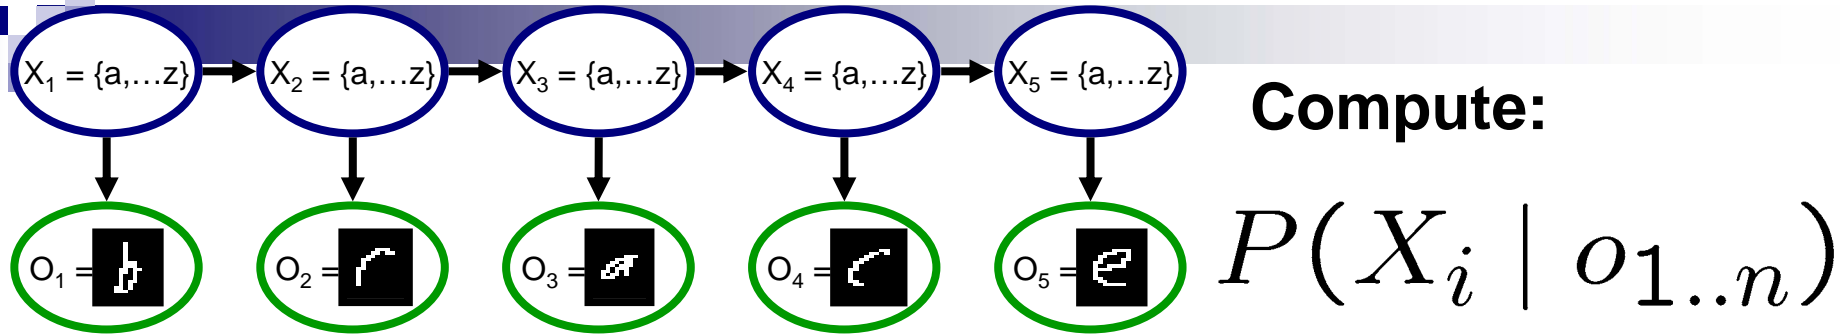 X₁ = {a,…z} X₂ = {a,…z} X₃ = {a,…z} X₄ = {a,…z} X₅ = {a,…z}
Compute:
P(Xᵢ | o₁..ₙ)
O₁ = b O₂ = r O₃ = a O₄ = c O₅ = e